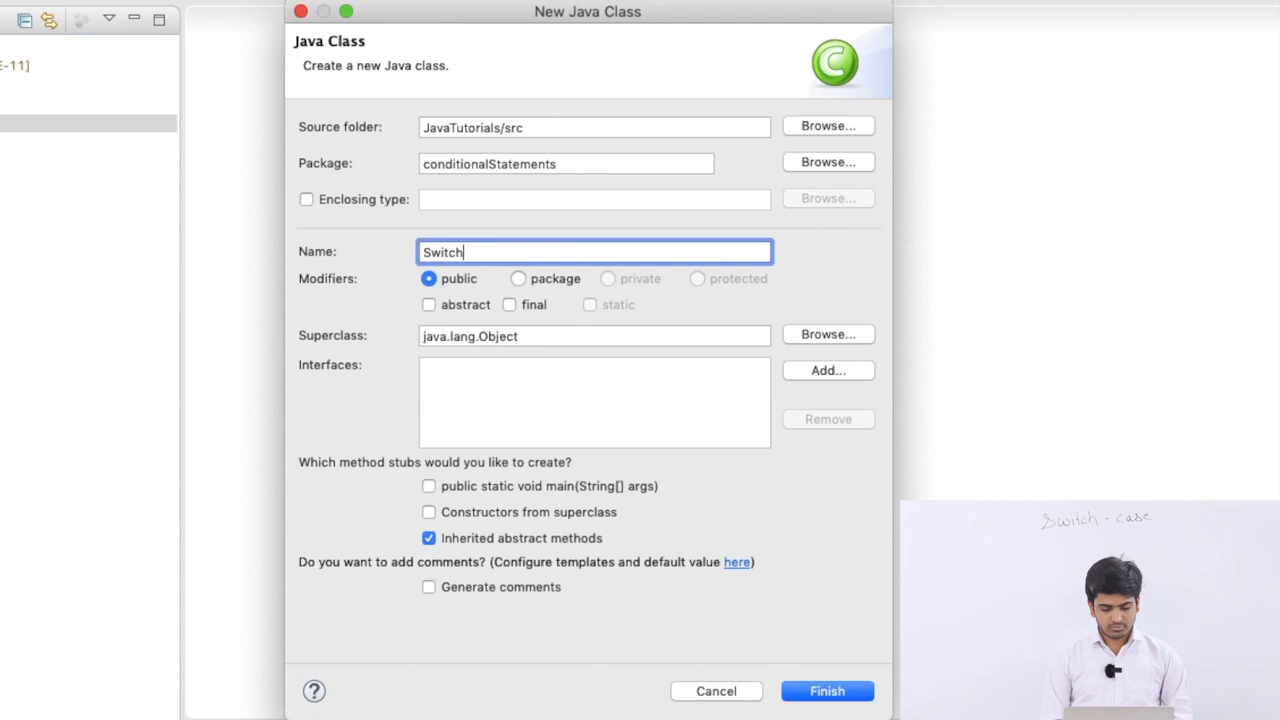 New Java Class
Java Class
Create a new Java class.
E-11]
Source folder:
JavaTutorials/src
Browse...
Package:
conditionalStatements
Browse...
Enclosing type:
Browse...
Name:
Switch
Modifiers:
public
package
private
protected
abstract
final
static
Superclass:
java.lang.Object
Browse...
Interfaces:
Add...
Remove
Which method stubs would you like to create?
public static void main(String[] args)
Constructors from superclass
Inherited abstract methods
Do you want to add comments? (Configure templates and default value here)
Generate comments
Switch - case
?
Cancel
Finish